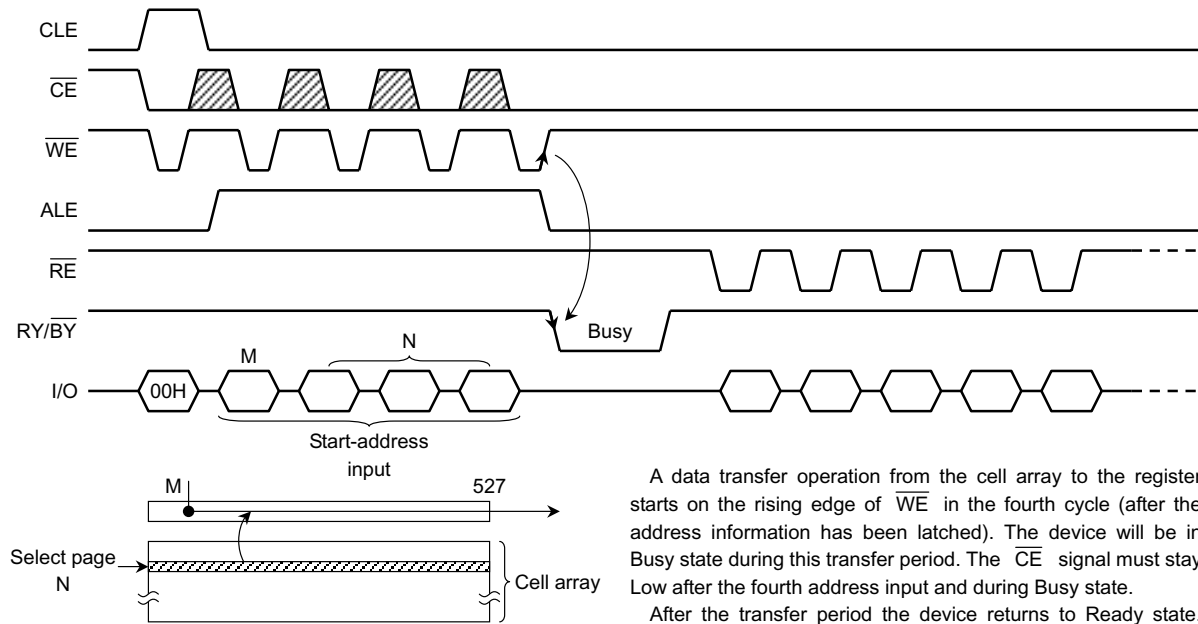 CLE
CE
WE
ALE
RE
RY/BY
Busy
M
N
I/O
00H
Start-address
input
M
527
Select page
N
Cell array
A data transfer operation from the cell array to the register
starts on the rising edge of WE in the fourth cycle (after the
address information has been latched). The device will be in
Busy state during this transfer period. The CE signal must stay
Low after the fourth address input and during Busy state.
After the transfer period the device returns to Ready state.